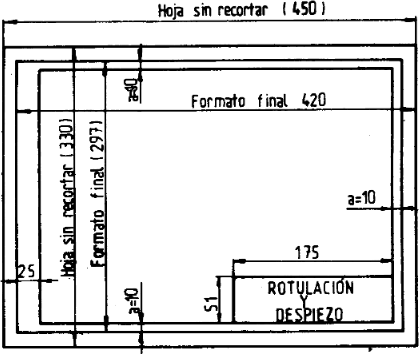 Hoja sin recortar (450)
a=10
Formato final 420
Hoja sin recortar (330)
Formato final (297)
a=10
175
25
51
a=10
ROTULACIÓN
Y
DESPIEZO